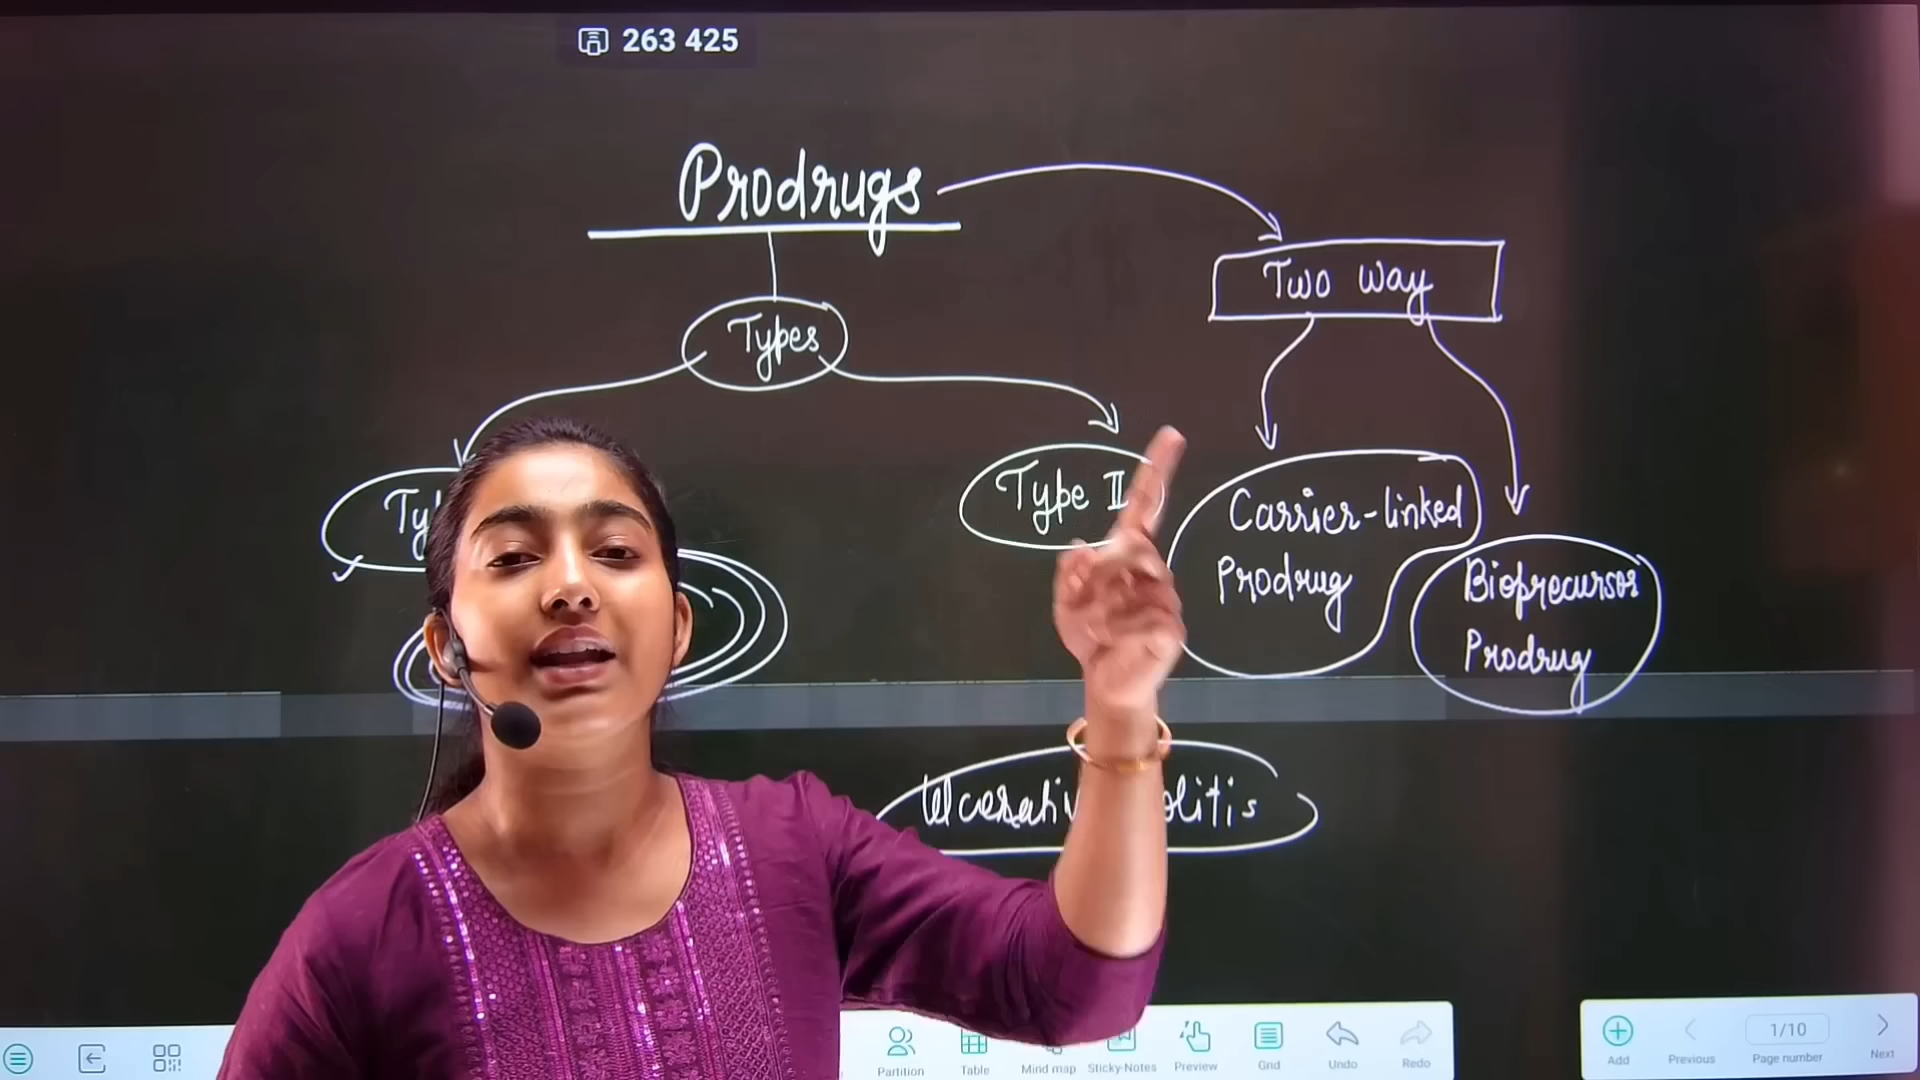 263 425
Prodrugs
Two Way
Types
Type II
Carrier-linked
Prodrug
Bioprecursor
Prodrug
Partition
Table
Mind map
Sticky-Notes
Preview
Grid
Undo
Redo
Add
Previous
1/10
Page number
Next